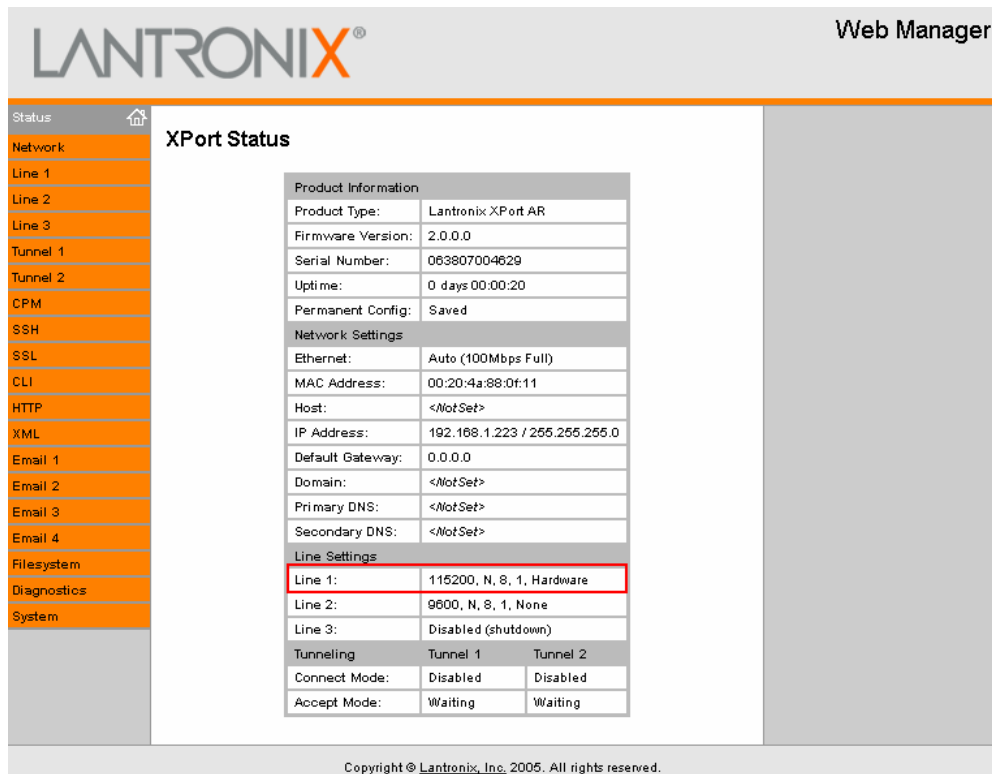 LANTRONIX®
Web Manager
Status
Network
Line 1
Line 2
Line 3
Tunnel 1
Tunnel 2
CPM
SSH
SSL
CLI
HTTP
XML
Email 1
Email 2
Email 3
Email 4
Filesystem
Diagnostics
System
XPort Status
Product Information
Product Type: Lantronix XPort AR
Firmware Version: 2.0.0.0
Serial Number: 063807004629
Uptime: 0 days 00:00:20
Permanent Config: Saved
Network Settings
Ethernet: Auto (100Mbps Full)
MAC Address: 00:20:4a:88:0f:11
Host: <NotSet>
IP Address: 192.168.1.223 / 255.255.255.0
Default Gateway: 0.0.0.0
Domain: <NotSet>
Primary DNS: <NotSet>
Secondary DNS: <NotSet>
Line Settings
Line 1: 115200, N, 8, 1, Hardware
Line 2: 9600, N, 8, 1, None
Line 3: Disabled (shutdown)
Tunneling Tunnel 1 Tunnel 2
Connect Mode: Disabled Disabled
Accept Mode: Waiting Waiting
Copyright © Lantronix, Inc. 2005. All rights reserved.